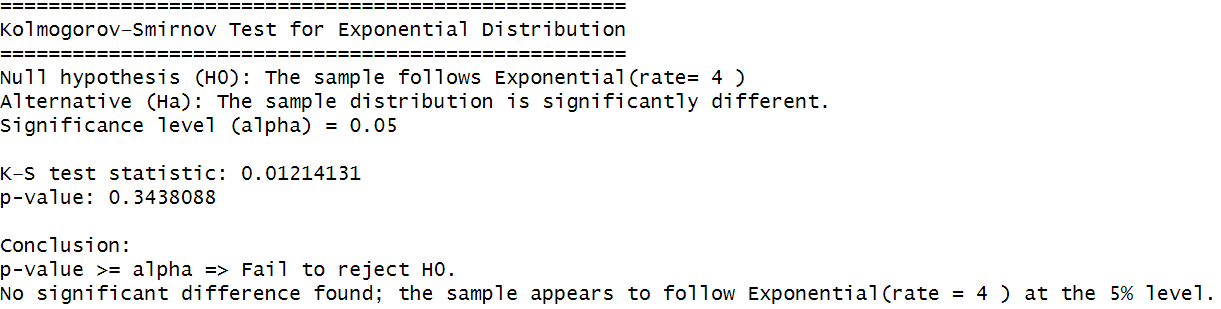 ====================================================
Kolmogorov-Smirnov Test for Exponential Distribution
====================================================
Null hypothesis (H0): The sample follows Exponential(rate= 4 )
Alternative (Ha): The sample distribution is significantly different.
Significance level (alpha) = 0.05
K-S test statistic: 0.01214131
p-value: 0.3438088
Conclusion:
p-value >= alpha => Fail to reject H0.
No significant difference found; the sample appears to follow Exponential(rate = 4 ) at the 5% level.